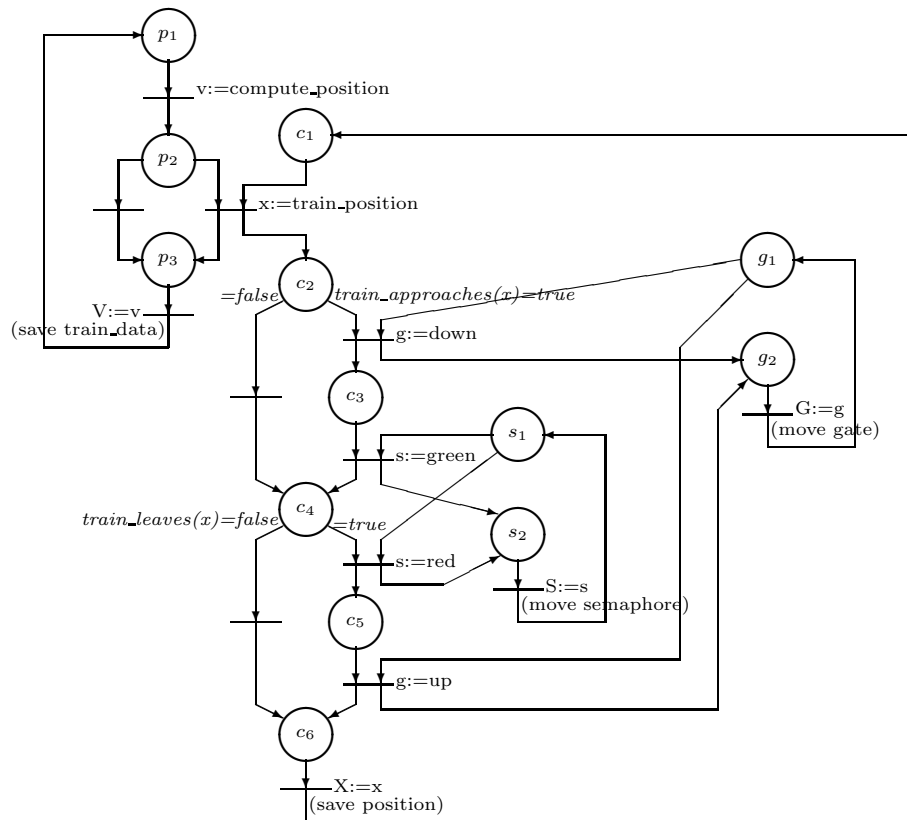 p₁
v:=compute_position
c₁
p₂
x:=train_position
p₃
g₁
c₂
=false
train_approaches(x)=true
V:=v
(save train_data)
g:=down
g₂
c₃
G:=g
(move gate)
s₁
s:=green
c₄
train_leaves(x)=false
=true
s₂
s:=red
S:=s
(move semaphore)
c₅
g:=up
c₆
X:=x
(save position)